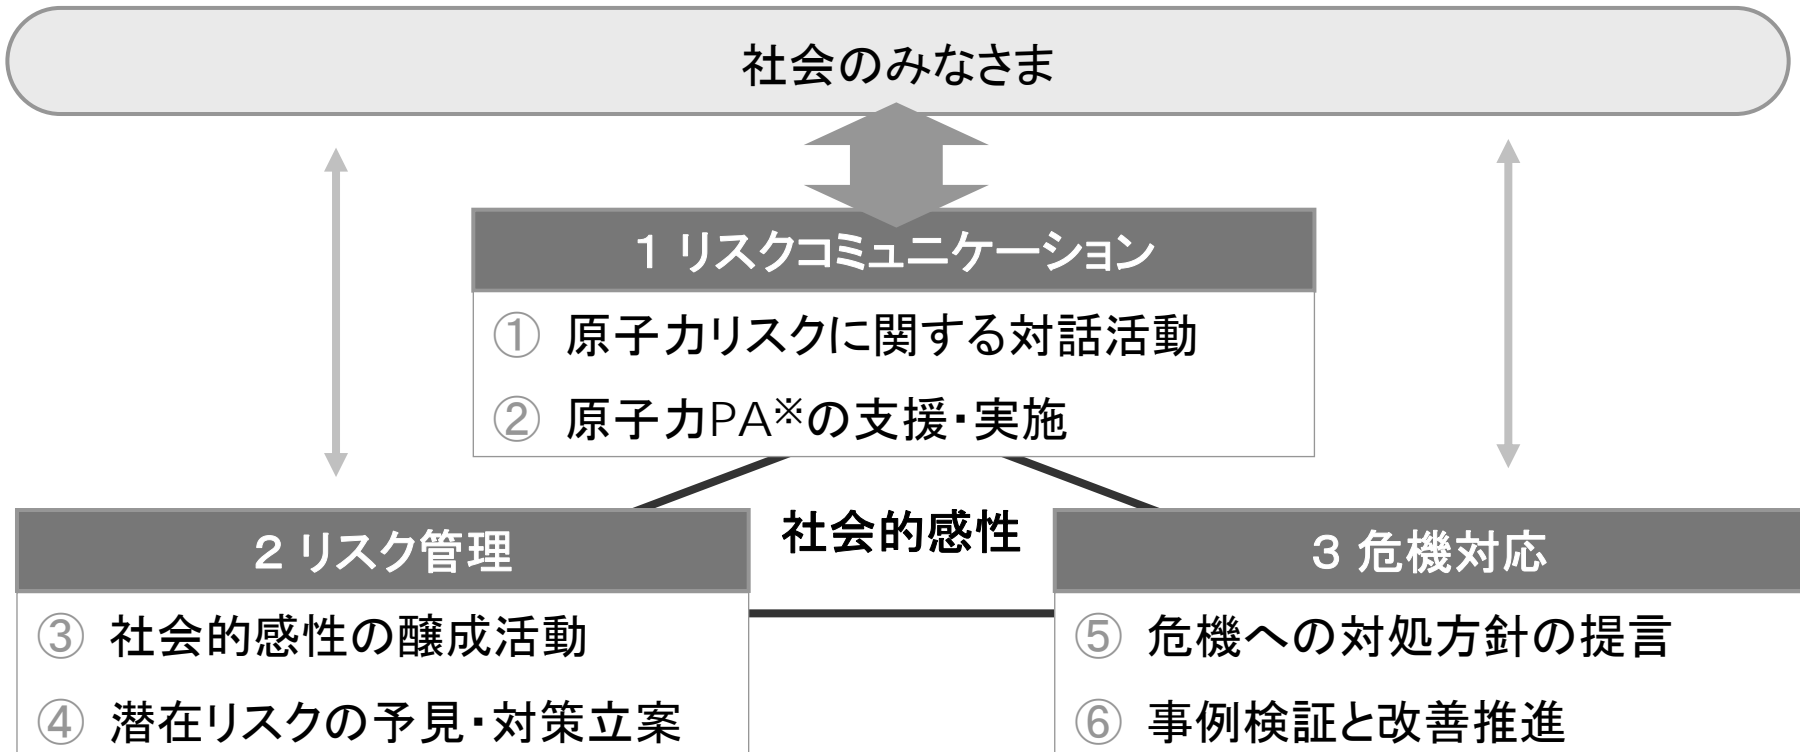 社会のみなさま
1 リスクコミュニケーション
① 原子力リスクに関する対話活動
② 原子力PA※の支援・実施
社会的感性
2 リスク管理
③ 社会的感性の醸成活動
④ 潜在リスクの予見・対策立案
3 危機対応
⑤ 危機への対処方針の提言
⑥ 事例検証と改善推進